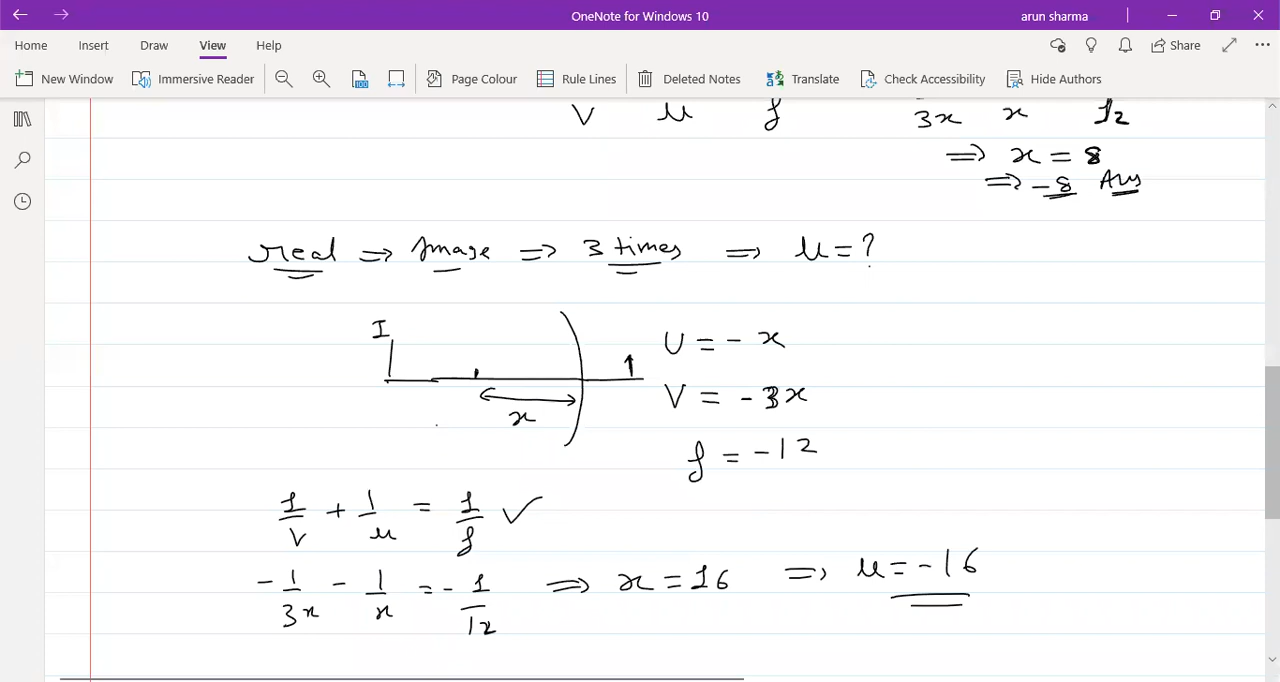 OneNote for Windows 10
arun sharma
Home Insert Draw View Help
Share
New Window Immersive Reader Page Colour Rule Lines Deleted Notes Translate Check Accessibility Hide Authors
V u f 3x x 12
⇒ x = 8
⇒ -8 Ans
real ⇒ Image ⇒ 3 times ⇒ u = ?
I
U = - x
x
V = - 3x
f = -12
1/V + 1/u = 1/f ✓
- 1/3x - 1/x = - 1/12 ⇒ x = 16 ⇒ u = -16